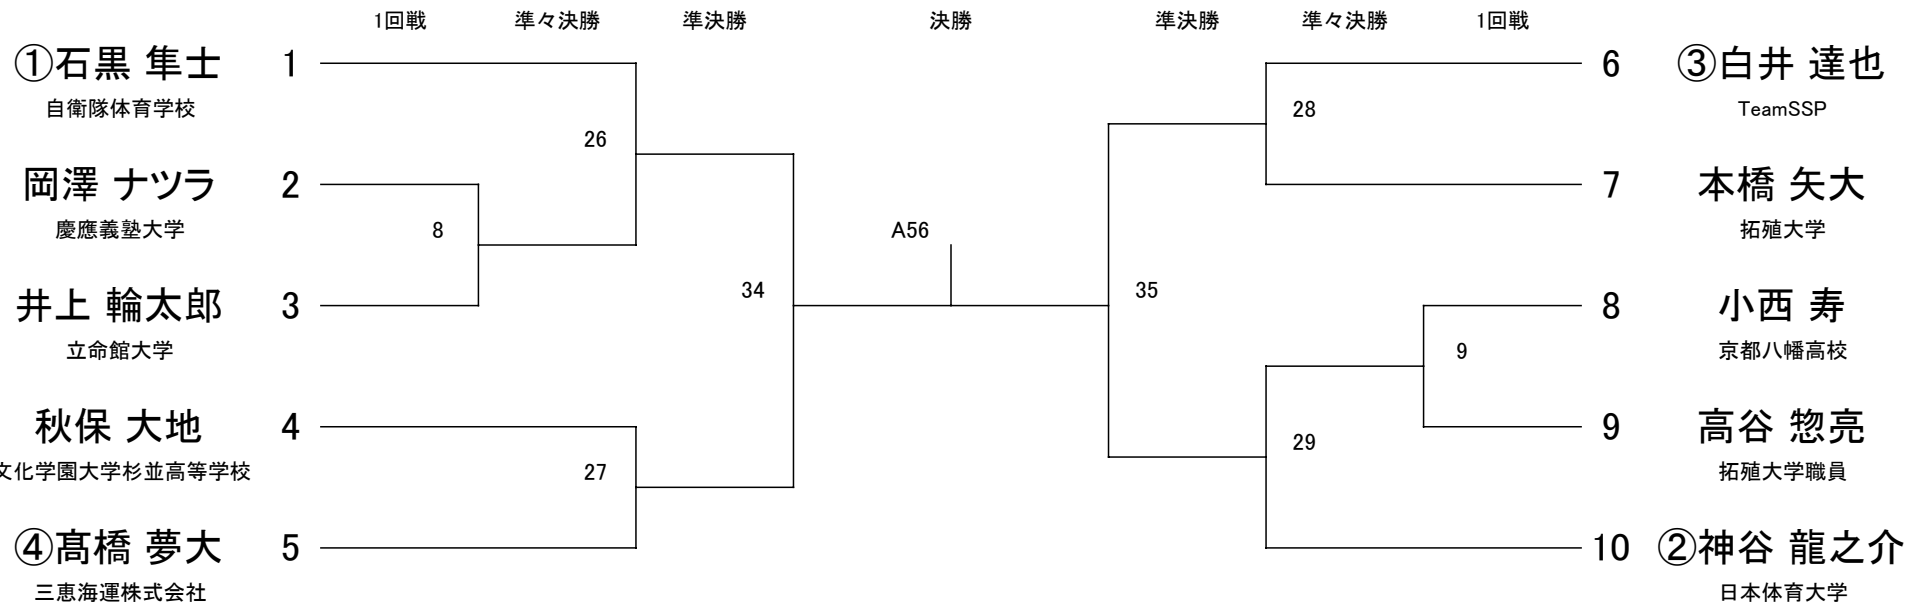 1回戦 準々決勝 準決勝 決勝 準決勝 準々決勝 1回戦
①石黒 隼士 1
自衛隊体育学校
26
岡澤 ナツラ 2
慶應義塾大学
8
井上 輪太郎 3
立命館大学
34
秋保 大地 4
文化学園大学杉並高等学校
27
④髙橋 夢大 5
三恵海運株式会社
A56
6 ③白井 達也
TeamSSP
28
7 本橋 矢大
拓殖大学
35
8 小西 寿
京都八幡高校
9
9 高谷 惣亮
拓殖大学職員
29
10 ②神谷 龍之介
日本体育大学